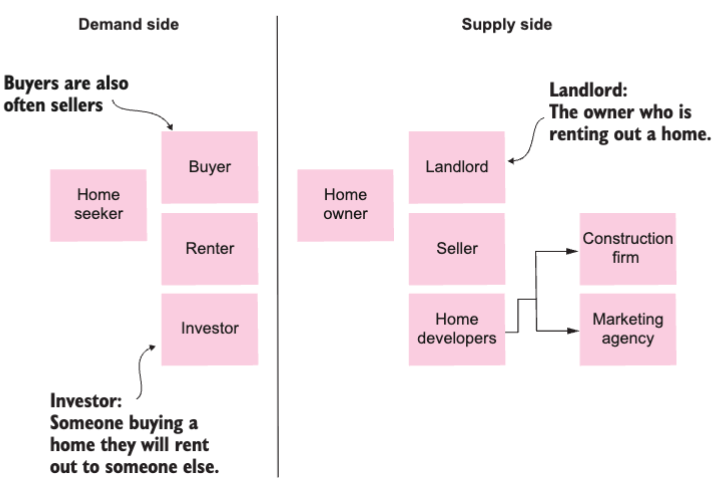 Demand side
Supply side
Buyers are also
often sellers
Landlord:
The owner who is
renting out a home.
Buyer
Landlord
Home
seeker
Home
owner
Renter
Seller
Construction
firm
Investor
Home
developers
Marketing
agency
Investor:
Someone buying a
home they will rent
out to someone else.